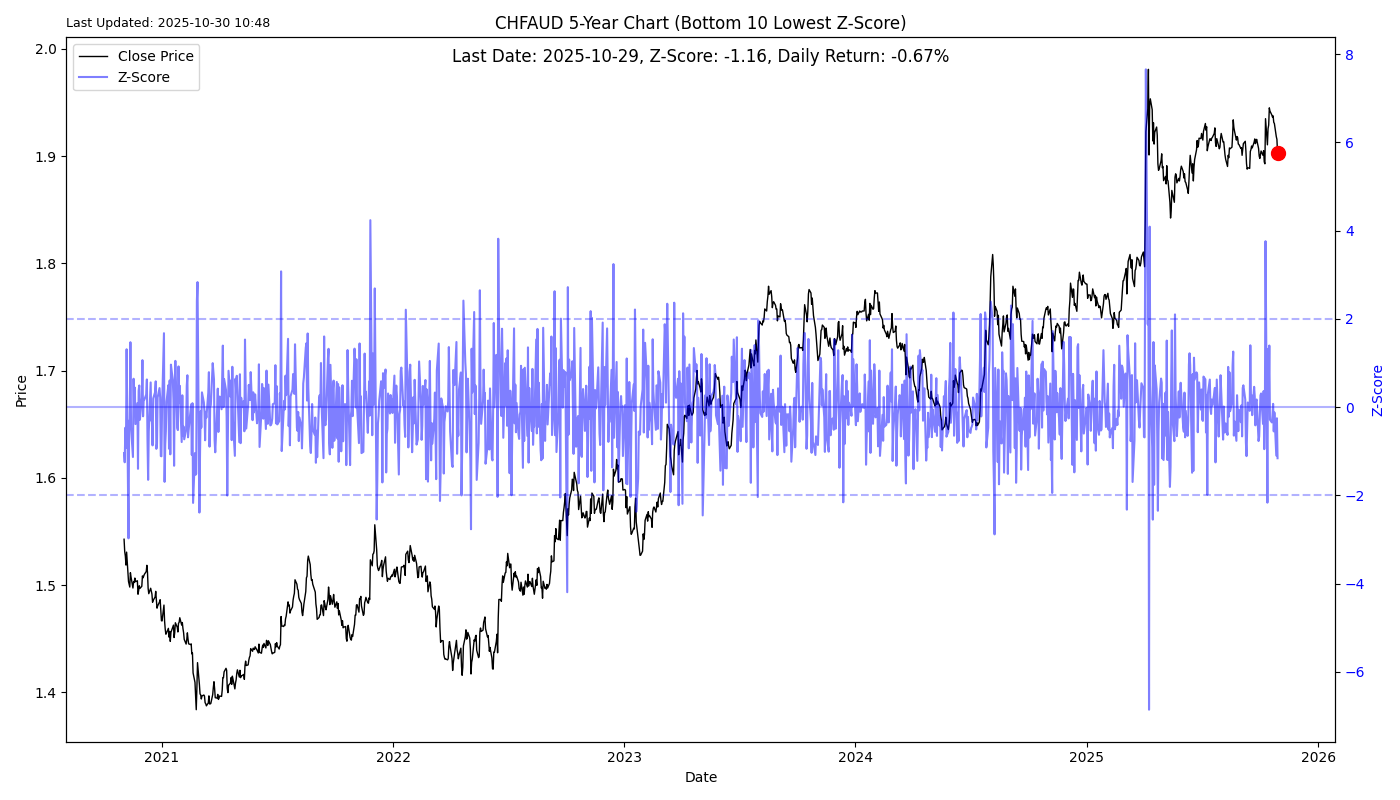 Last Updated: 2025-10-30 10:48
CHFAUD 5-Year Chart (Bottom 10 Lowest Z-Score)
Last Date: 2025-10-29, Z-Score: -1.16, Daily Return: -0.67%
Close Price
Z-Score
2.0
1.9
1.8
1.7
1.6
1.5
1.4
Price
8
6
4
2
0
−2
−4
−6
Z-Score
2021
2022
2023
2024
2025
2026
Date